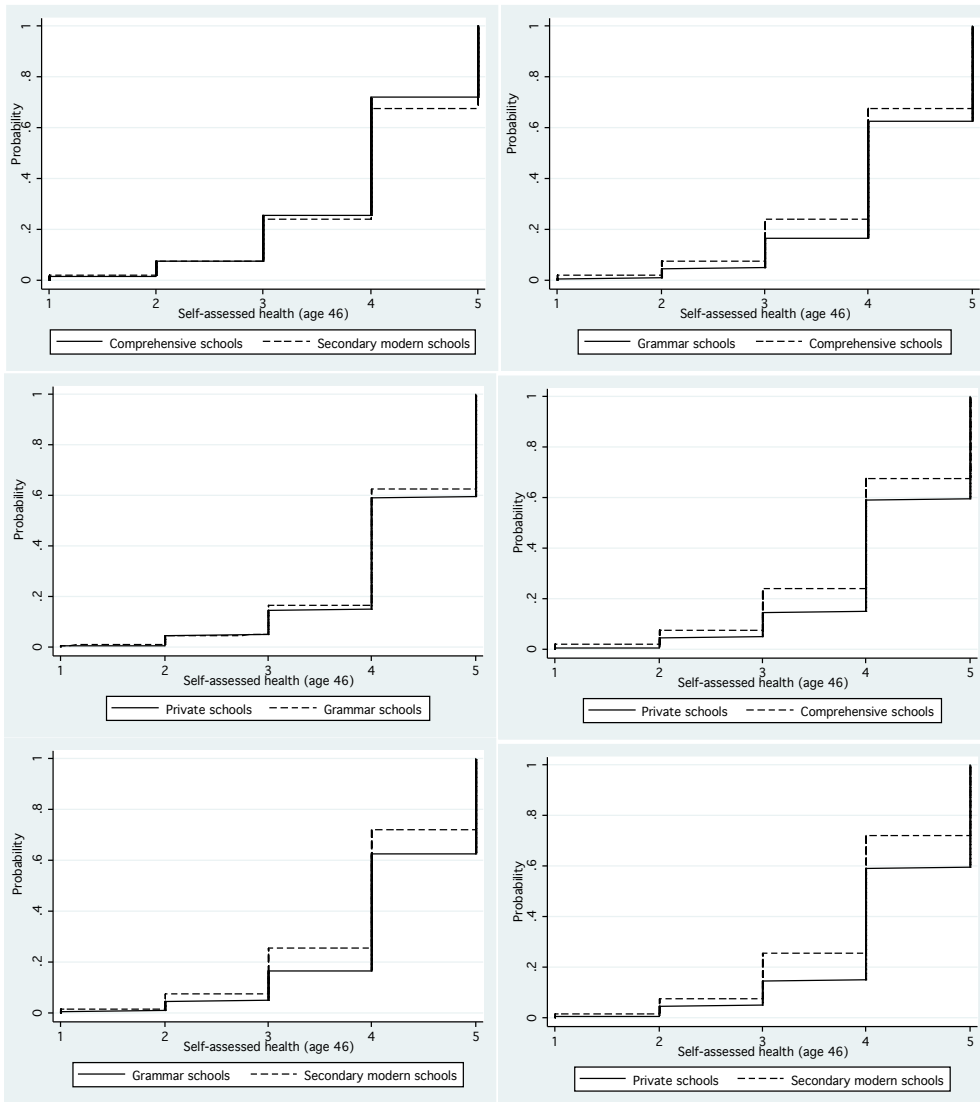 Probability
0 .2 .4 .6 .8 1
1 2 3 4 5
Self-assessed health (age 46)
Comprehensive schools Secondary modern schools
Probability
0 .2 .4 .6 .8 1
1 2 3 4 5
Self-assessed health (age 46)
Grammar schools Comprehensive schools
Probability
0 .2 .4 .6 .8 1
1 2 3 4 5
Self-assessed health (age 46)
Private schools Grammar schools
Probability
0 .2 .4 .6 .8 1
1 2 3 4 5
Self-assessed health (age 46)
Private schools Comprehensive schools
Probability
0 .2 .4 .6 .8 1
1 2 3 4 5
Self-assessed health (age 46)
Grammar schools Secondary modern schools
Probability
0 .2 .4 .6 .8 1
1 2 3 4 5
Self-assessed health (age 46)
Private schools Secondary modern schools